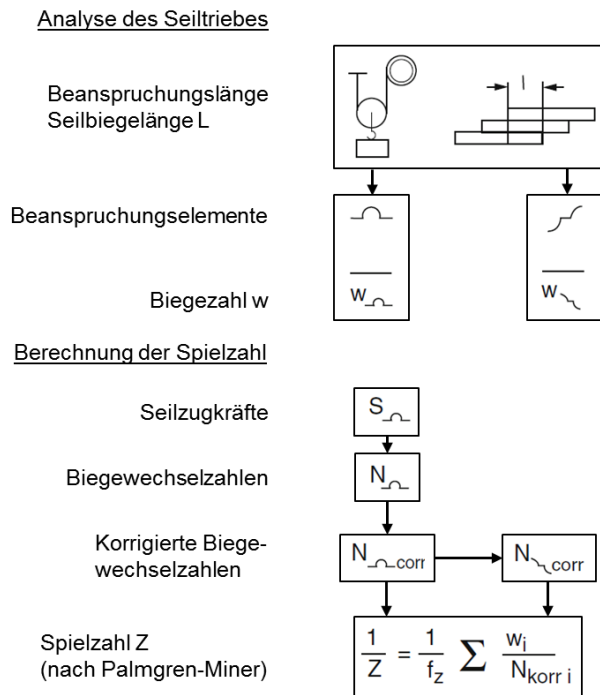 Analyse des Seiltriebes
Beanspruchungslänge
Seilbiegelänge L
l
Beanspruchungselemente
Biegezahl w
w
w
Berechnung der Spielzahl
Seilzugkräfte
S
Biegewechselzahlen
N
Korrigierte Biege-
wechselzahlen
N corr
N corr
Spielzahl Z
(nach Palmgren-Miner)
1/Z = 1/f_z ∑ w_i/N_korr i